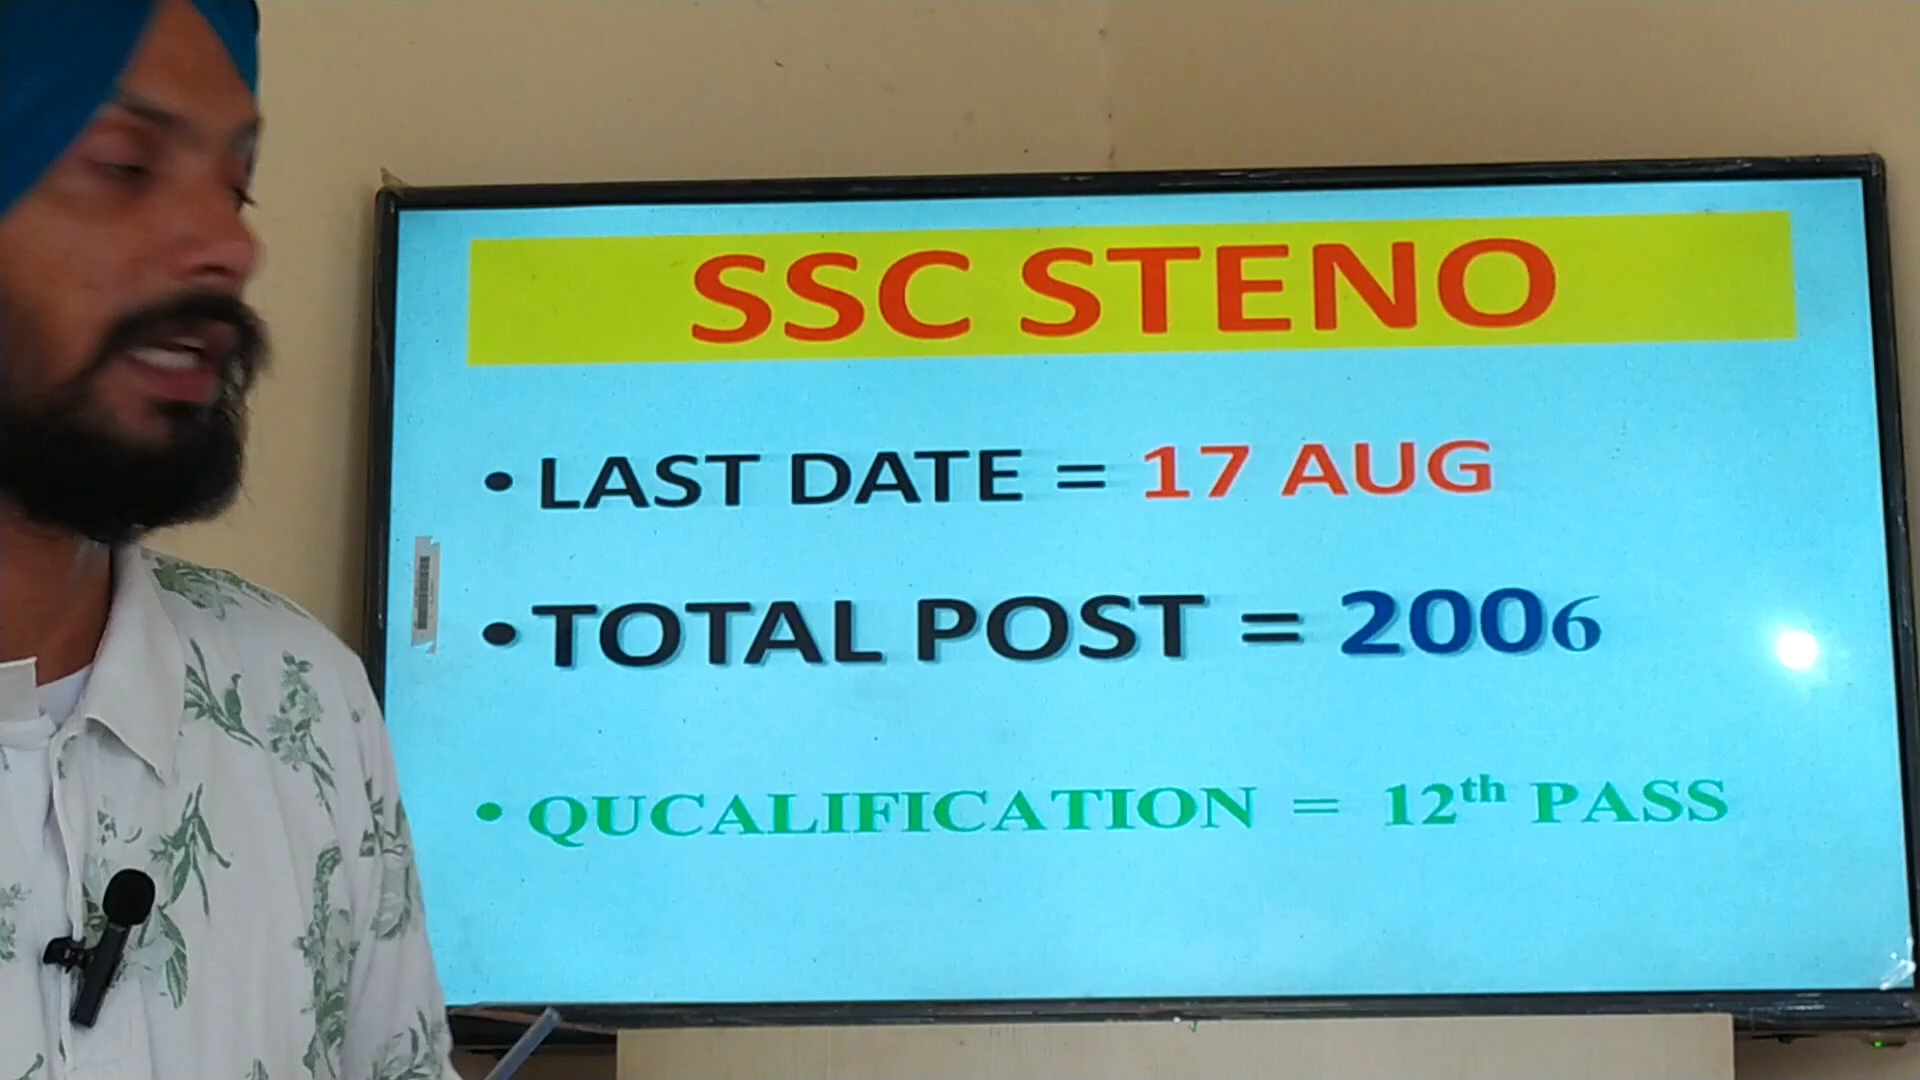 SSC STENO
• LAST DATE = 17 AUG
• TOTAL POST = 2006
• QUCALIFICATION = 12th PASS